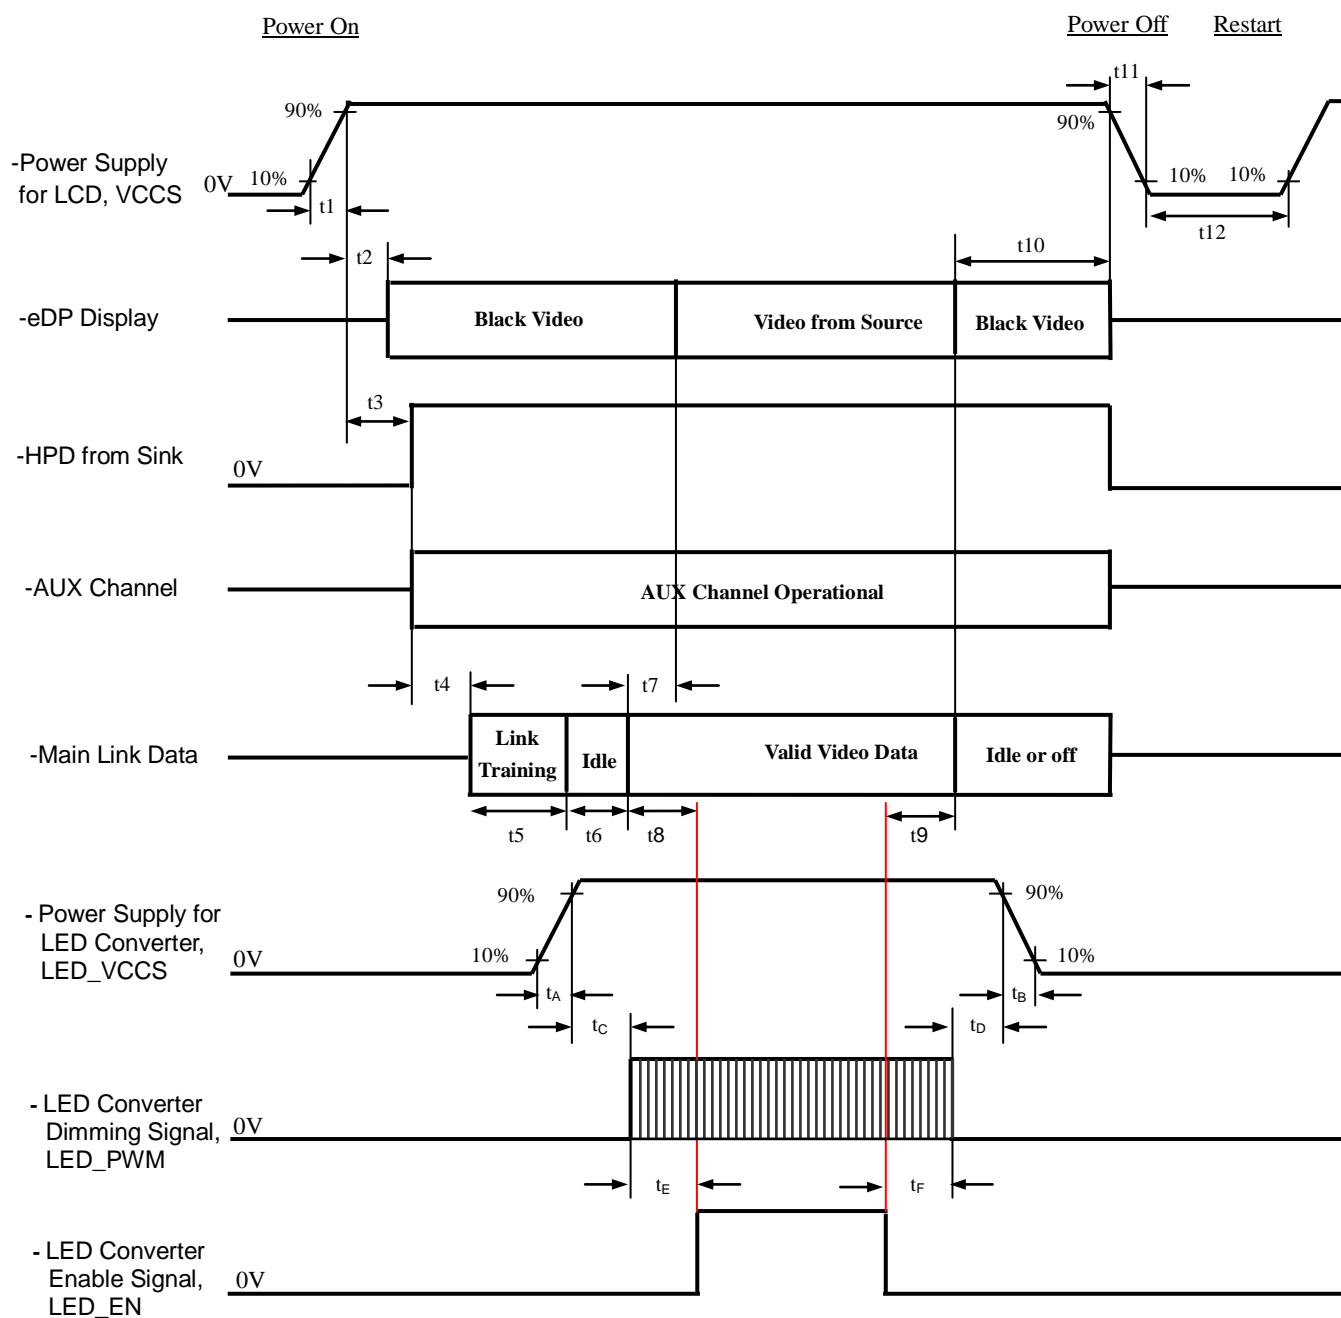 Power On
Power Off
Restart
t11
90%
90%
-Power Supply
for LCD, VCCS
0V
10%
10%
10%
t1
t12
t2
t10
-eDP Display
Black Video
Video from Source
Black Video
t3
-HPD from Sink
0V
-AUX Channel
AUX Channel Operational
t4
t7
-Main Link Data
Link
Training
Idle
Valid Video Data
Idle or off
t5
t6
t8
t9
90%
90%
- Power Supply for
LED Converter,
LED_VCCS
0V
10%
10%
tA
tB
tC
tD
- LED Converter
Dimming Signal,
LED_PWM
0V
tE
tF
- LED Converter
Enable Signal,
LED_EN
0V